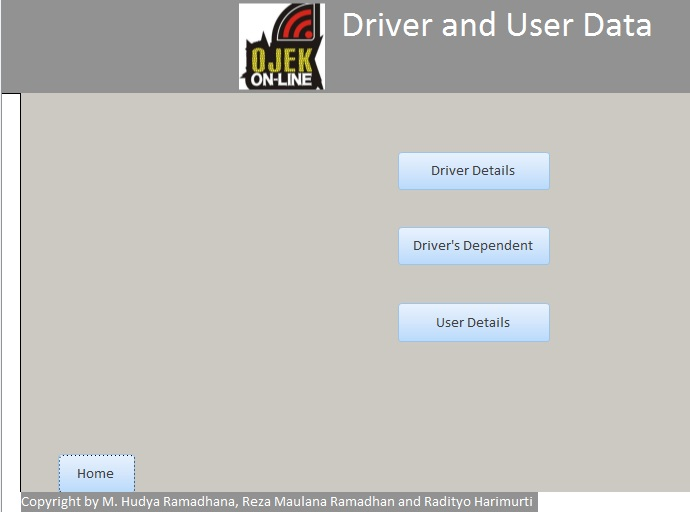 OJEK
ON-LINE
Driver and User Data
Driver Details
Driver's Dependent
User Details
Home
Copyright by M. Hudya Ramadhana, Reza Maulana Ramadhan and Radityo Harimurti